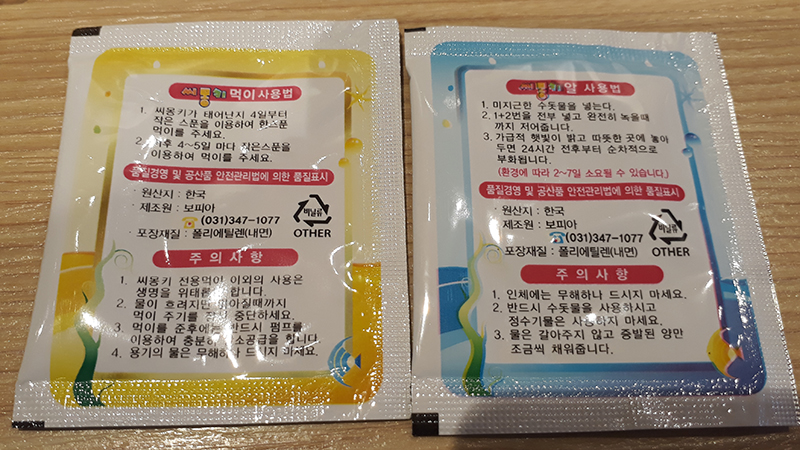 씨몽키 먹이 사용법
1. 씨몽키가 태어난지 4일부터
작은 스푼을 이용하여 한스푼
먹이를 주세요.
2. 이후 4~5일 마다 작은스푼을
이용하여 먹이를 주세요.
품질경영 및 공산품 안전관리법에 의한 품질표시
· 원산지 : 한국
· 제조원 : 보피아
☎(031)347-1077
· 포장재질 : 폴리에틸렌(내면)
비닐류
OTHER
주의사항
1. 씨몽키 전용먹이 이외의 사용은
생명을 위태롭게 합니다.
2. 물이 흐려지면 맑아질때까지
먹이 주기를 잠시 중단하세요.
3. 먹이를 준후에는 반드시 펌프를
이용하여 충분히 산소공급을 합니다.
4. 용기의 물은 무해하나 드시지 마세요.
씨몽키알 사용법
1. 미지근한 수돗물을 넣는다.
2. 1+2번을 전부 넣고 완전히 녹을때
까지 저어줍니다.
3. 가급적 햇빛이 밝고 따뜻한 곳에 놓아
두면 24시간 전후부터 순차적으로
부화됩니다.
(환경에 따라 2~7일 소요될 수 있습니다.)
품질경영 및 공산품 안전관리법에 의한 품질표시
· 원산지 : 한국
· 제조원 : 보피아
☎(031)347-1077
· 포장재질 : 폴리에틸렌(내면)
비닐류
OTHER
주의사항
1. 인체에는 무해하나 드시지 마세요.
2. 반드시 수돗물을 사용하시고
정수기물은 사용하지 마세요.
3. 물은 갈아주지 않고 증발된 양만
조금씩 채워줍니다.